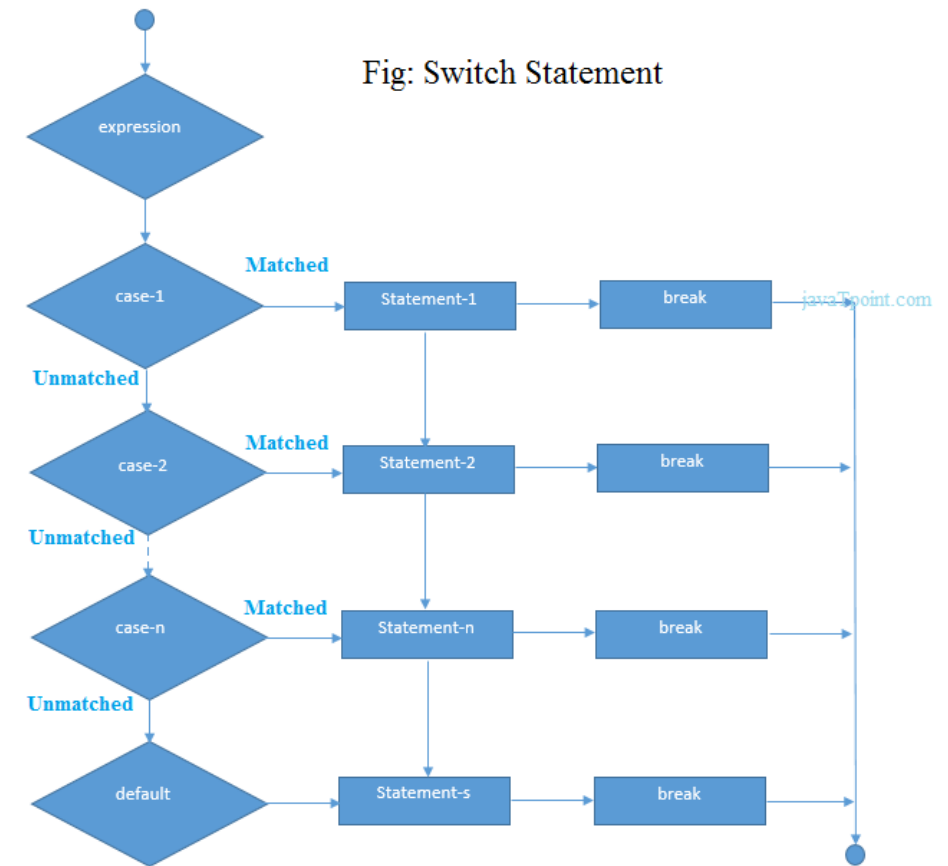 Fig: Switch Statement
expression
Matched
case-1
Statement-1
break
javaTpoint.com
Unmatched
Matched
case-2
Statement-2
break
Unmatched
Matched
case-n
Statement-n
break
Unmatched
default
Statement-s
break